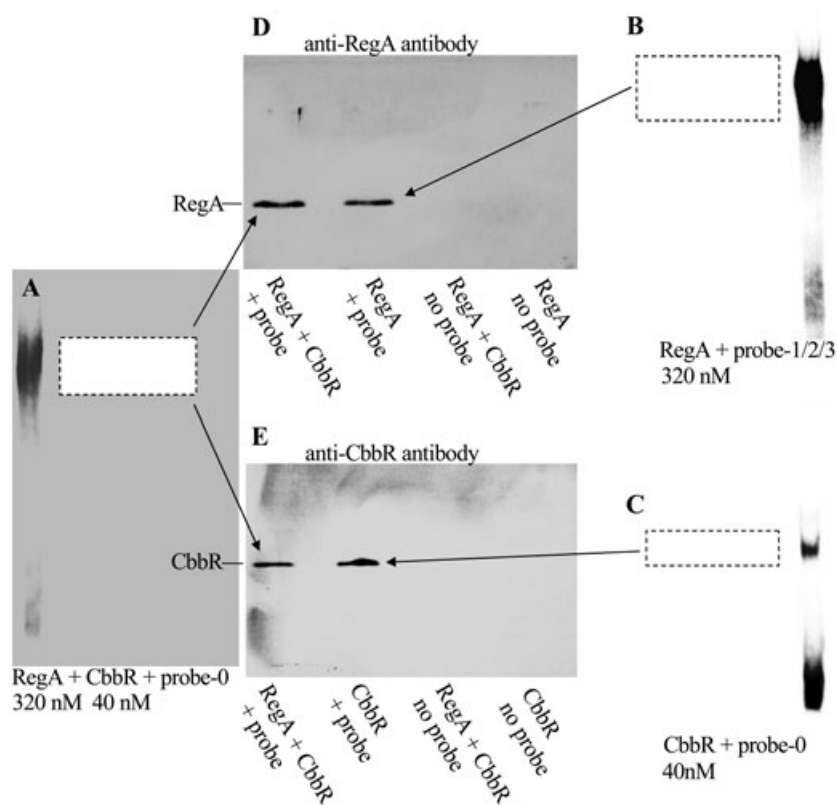 D
anti-RegA antibody
B
RegA
RegA + CbbR
+ probe
RegA
+ probe
RegA + CbbR
no probe
RegA
no probe
A
RegA + probe-1/2/3
320 nM
E
anti-CbbR antibody
C
CbbR
RegA + CbbR + probe-0
320 nM 40 nM
RegA + CbbR
+ probe
CbbR
+ probe
RegA + CbbR
no probe
CbbR
no probe
CbbR + probe-0
40nM